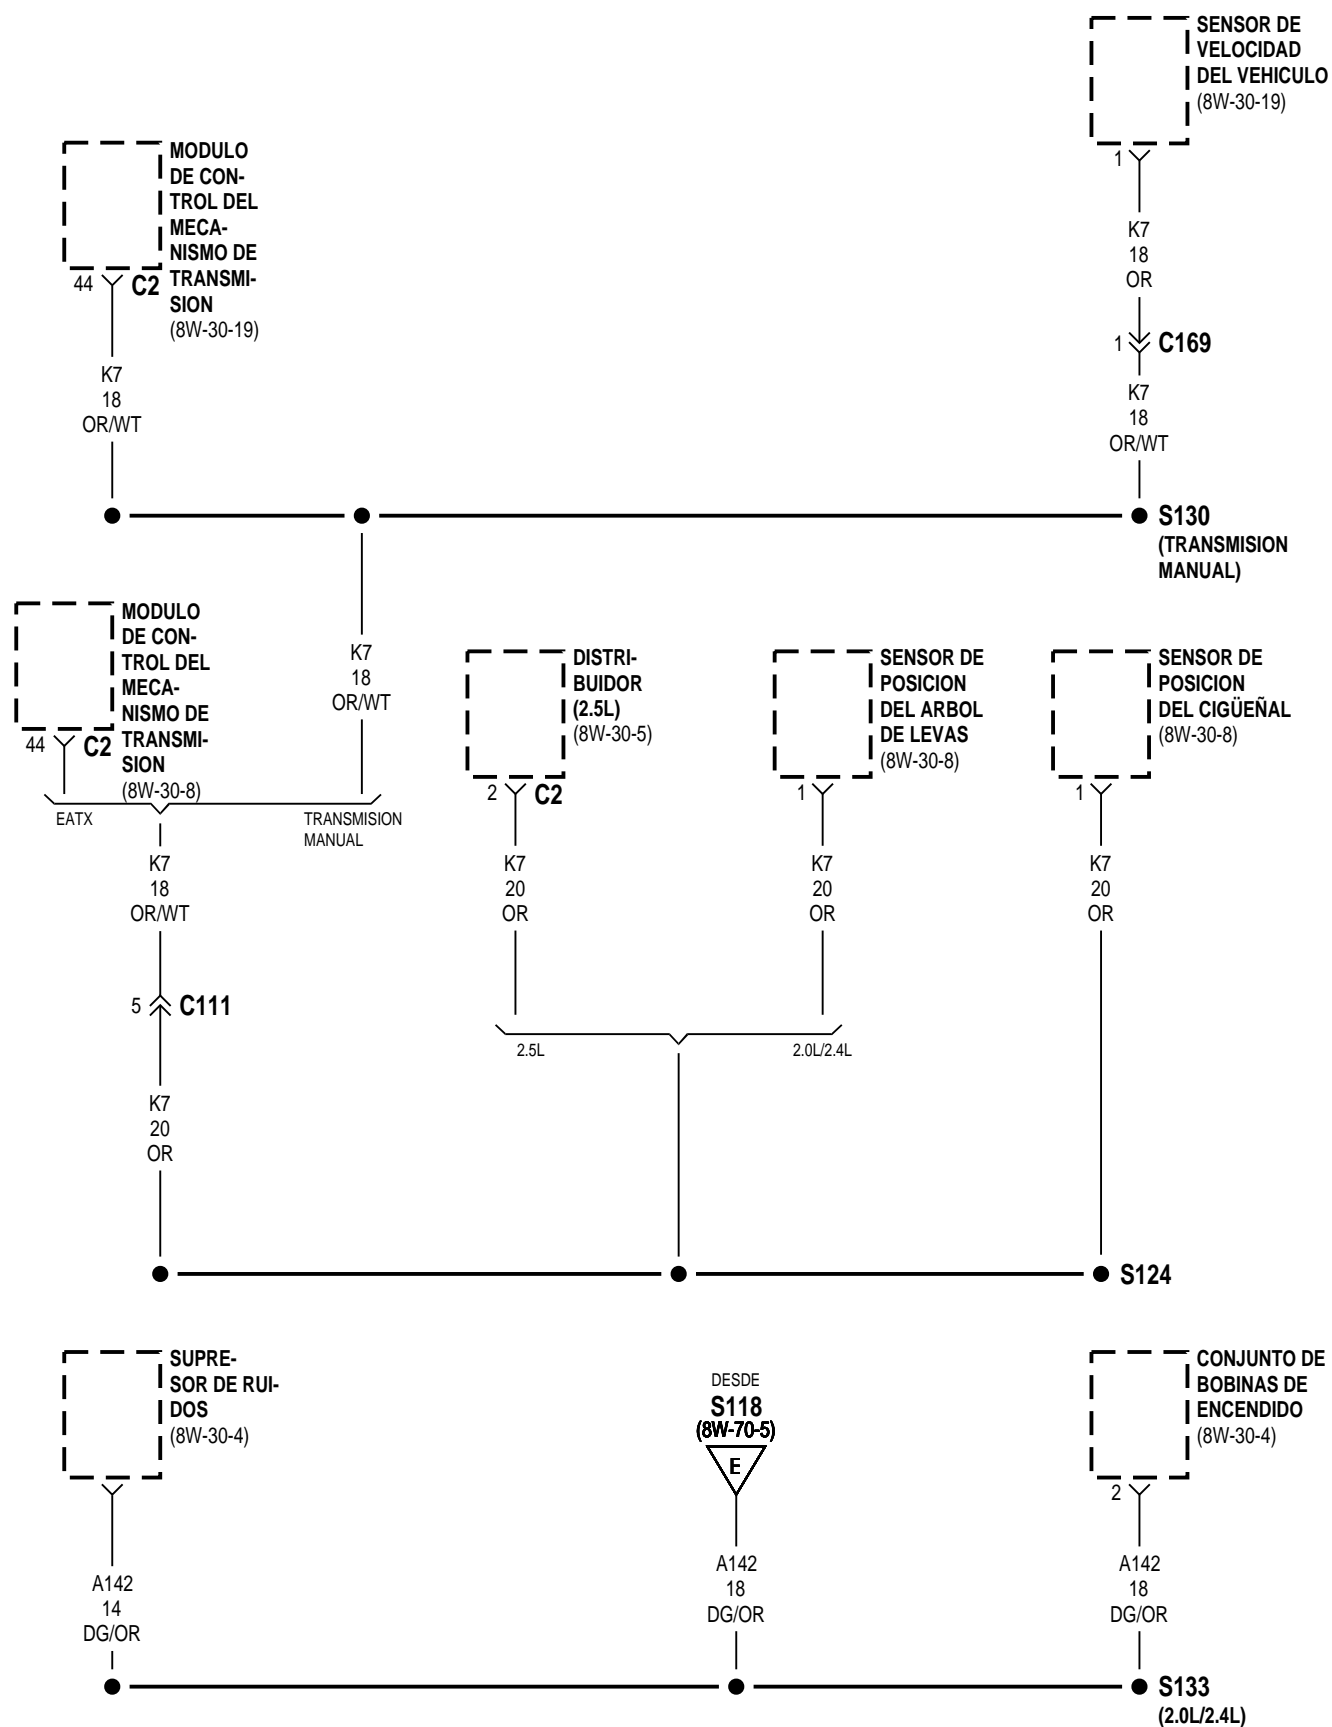 SENSOR DE
VELOCIDAD
DEL VEHICULO
(8W-30-19)
1
K7
18
OR
1
C169
K7
18
OR/WT
MODULO
DE CON-
TROL DEL
MECA-
NISMO DE
TRANSMI-
SION
(8W-30-19)
44
C2
K7
18
OR/WT
S130
(TRANSMISION
MANUAL)
MODULO
DE CON-
TROL DEL
MECA-
NISMO DE
TRANSMI-
SION
(8W-30-8)
44
C2
EATX
K7
18
OR/WT
TRANSMISION
MANUAL
K7
18
OR/WT
5
C111
K7
20
OR
DISTRI-
BUIDOR
(2.5L)
(8W-30-5)
2
C2
K7
20
OR
2.5L
SENSOR DE
POSICION
DEL ARBOL
DE LEVAS
(8W-30-8)
1
K7
20
OR
2.0L/2.4L
SENSOR DE
POSICION
DEL CIGÜEÑAL
(8W-30-8)
1
K7
20
OR
S124
SUPRE-
SOR DE RUI-
DOS
(8W-30-4)
A142
14
DG/OR
DESDE
S118
(8W-70-5)
E
A142
18
DG/OR
CONJUNTO DE
BOBINAS DE
ENCENDIDO
(8W-30-4)
2
A142
18
DG/OR
S133
(2.0L/2.4L)